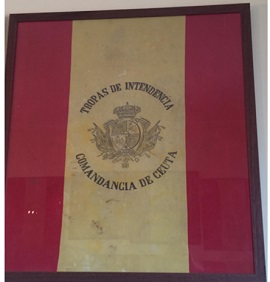 TROPAS DE INTENDENCIA
COMANDANCIA DE CEUTA